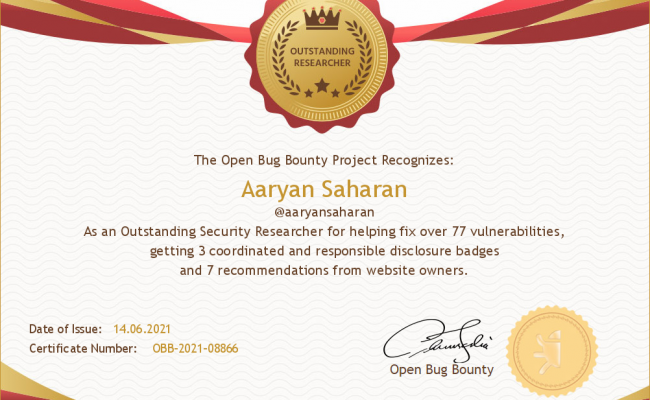 OUTSTANDING
RESEARCHER
The Open Bug Bounty Project Recognizes:
Aaryan Saharan
@aaryansaharan
As an Outstanding Security Researcher for helping fix over 77 vulnerabilities,
getting 3 coordinated and responsible disclosure badges
and 7 recommendations from website owners.
Date of Issue: 14.06.2021
Certificate Number: OBB-2021-08866
Open Bug Bounty